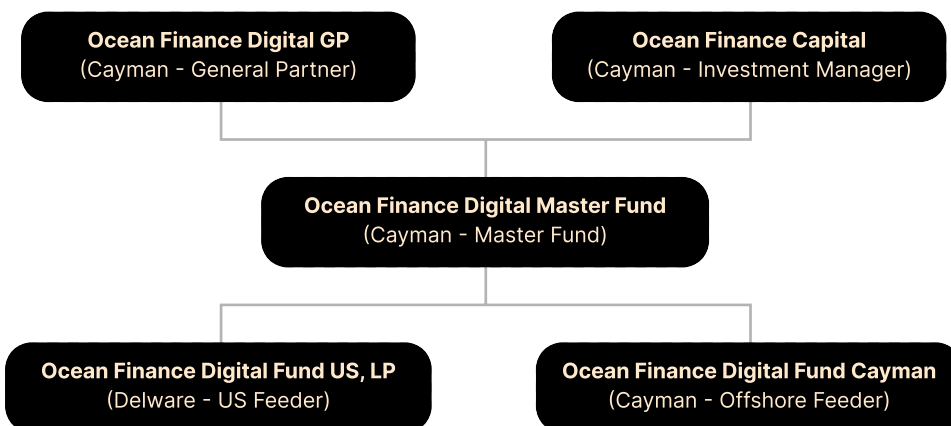 Ocean Finance Digital GP
(Cayman - General Partner)
Ocean Finance Capital
(Cayman - Investment Manager)
Ocean Finance Digital Master Fund
(Cayman - Master Fund)
Ocean Finance Digital Fund US, LP
(Delware - US Feeder)
Ocean Finance Digital Fund Cayman
(Cayman - Offshore Feeder)